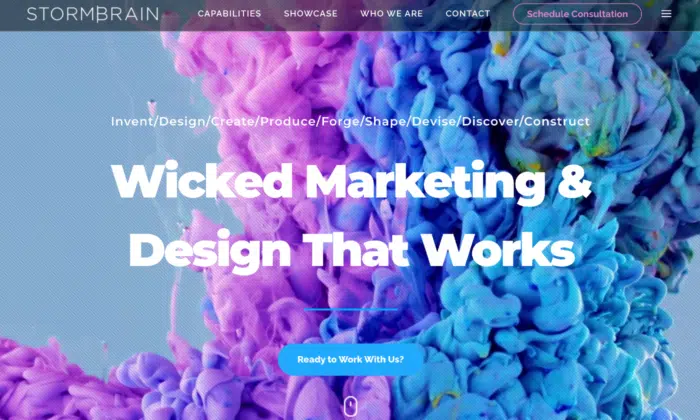 STORMBRAIN CAPABILITIES SHOWCASE WHO WE ARE CONTACT Schedule Consultation
Invent/Design/Create/Produce/Forge/Shape/Devise/Discover/Construct
Wicked Marketing &
Design That Works
Ready to Work With Us?